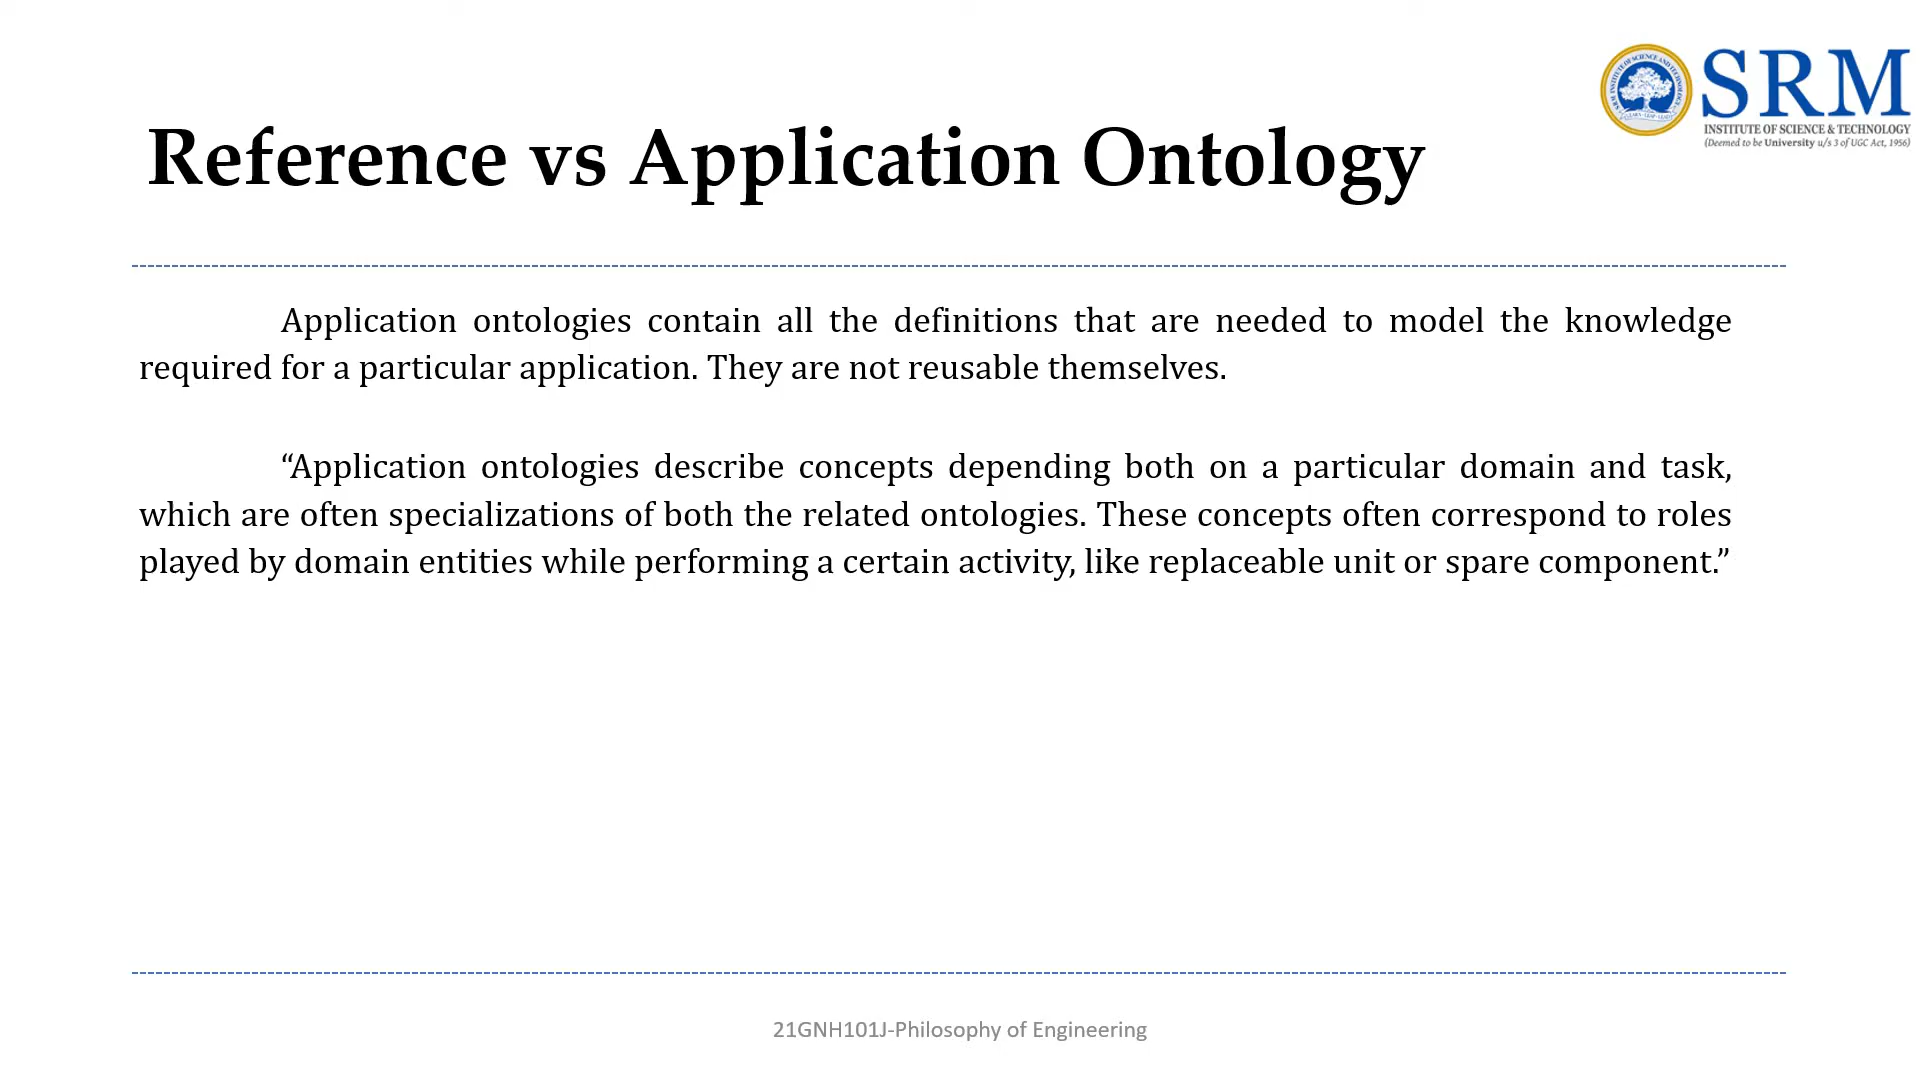 SRM
INSTITUTE OF SCIENCE & TECHNOLOGY
(Deemed to be University u/s 3 of UGC Act, 1956)
Reference vs Application Ontology
Application ontologies contain all the definitions that are needed to model the knowledge
required for a particular application. They are not reusable themselves.
“Application ontologies describe concepts depending both on a particular domain and task,
which are often specializations of both the related ontologies. These concepts often correspond to roles
played by domain entities while performing a certain activity, like replaceable unit or spare component.”
21GNH101J-Philosophy of Engineering